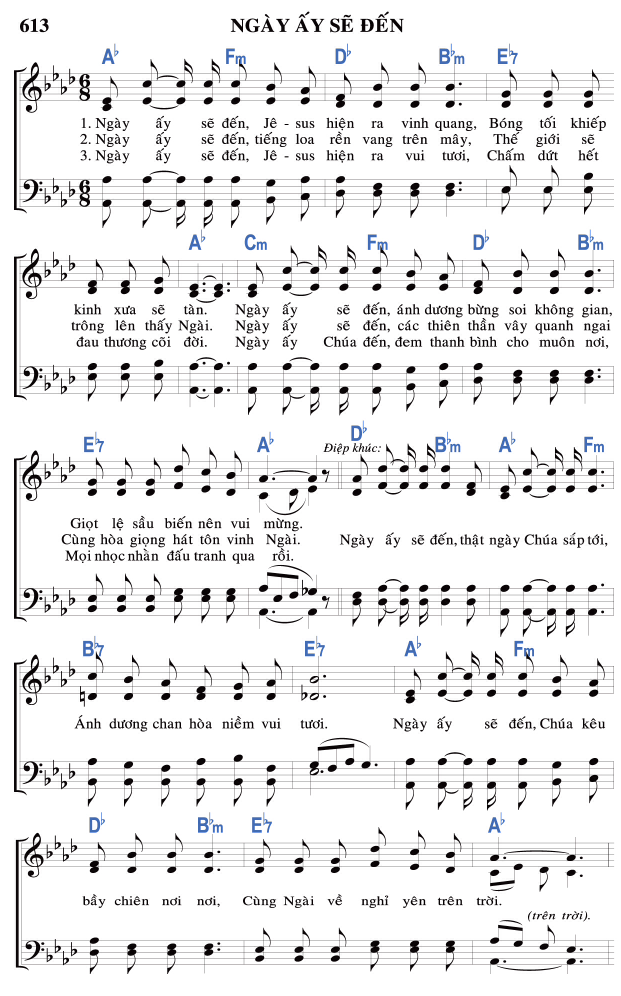 613 NGÀY ẤY SẼ ĐẾN
A♭ Fm D♭ B♭m E♭7
1. Ngày ấy sẽ đến, Jê-sus hiện ra vinh quang, Bóng tối khiếp
2. Ngày ấy sẽ đến, tiếng loa rền vang trên mây, Thế giới sẽ
3. Ngày ấy sẽ đến, Jê-sus hiện ra vui tươi, Chấm dứt hết
A♭ Cm Fm D♭ B♭m
kinh xưa sẽ tàn. Ngày ấy sẽ đến, ánh dương bừng soi không gian,
trông lên thấy Ngài. Ngày ấy sẽ đến, các thiên thần vây quanh ngai
đau thương cõi đời. Ngày ấy Chúa đến, đem thanh bình cho muôn nơi,
E♭7 A♭ Điệp khúc: D♭ B♭m A♭ Fm
Giọt lệ sầu biến nên vui mừng.
Cùng hòa giọng hát tôn vinh Ngài. Ngày ấy sẽ đến, thật ngày Chúa sắp tới,
Mọi nhọc nhằn đấu tranh qua rồi.
B♭7 E♭7 A♭ Fm
Ánh dương chan hòa niềm vui tươi. Ngày ấy sẽ đến, Chúa kêu
D♭ B♭m E♭7 A♭
bầy chiên nơi nơi, Cùng Ngài về nghỉ yên trên trời.
(trên trời).
6 8
6 8